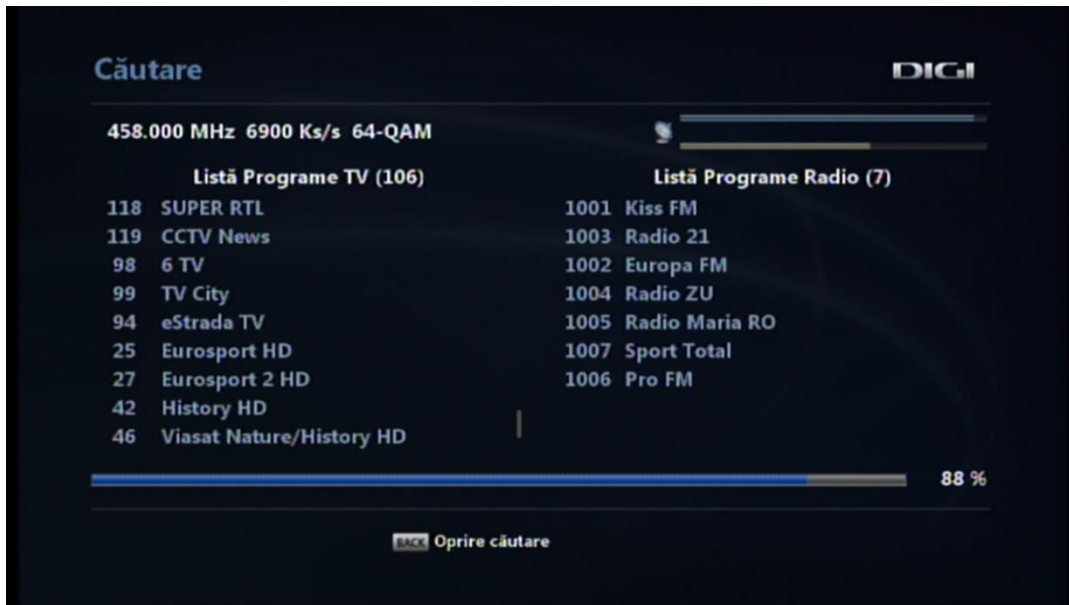 Căutare
DIGI
458.000 MHz 6900 Ks/s 64-QAM
Listă Programe TV (106)
118 SUPER RTL
119 CCTV News
98 6 TV
99 TV City
94 eStrada TV
25 Eurosport HD
27 Eurosport 2 HD
42 History HD
46 Viasat Nature/History HD
Listă Programe Radio (7)
1001 Kiss FM
1003 Radio 21
1002 Europa FM
1004 Radio ZU
1005 Radio Maria RO
1007 Sport Total
1006 Pro FM
88 %
BACK Oprire căutare